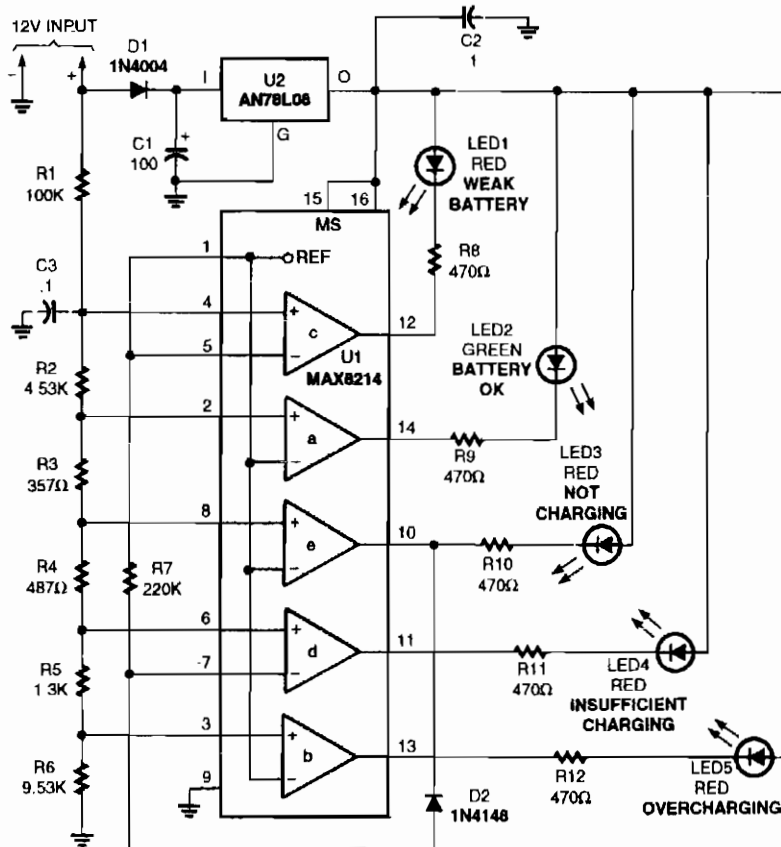 12V INPUT
-
+
D1
1N4004
I
U2
AN78L06
O
G
C1
100
+
C2
1
R1
100K
C3
.1
R2
4.53K
R3
357Ω
R4
487Ω
R5
1.3K
R6
9.53K
R7
220K
15
16
MS
1
REF
4
+
c
-
5
12
U1
MAX8214
2
+
a
-
14
8
+
e
-
10
6
+
d
-
7
11
3
+
b
-
13
9
LED1
RED
WEAK
BATTERY
R8
470Ω
LED2
GREEN
BATTERY
OK
R9
470Ω
LED3
RED
NOT
CHARGING
R10
470Ω
R11
470Ω
LED4
RED
INSUFFICIENT
CHARGING
R12
470Ω
LED5
RED
OVERCHARGING
D2
1N4148